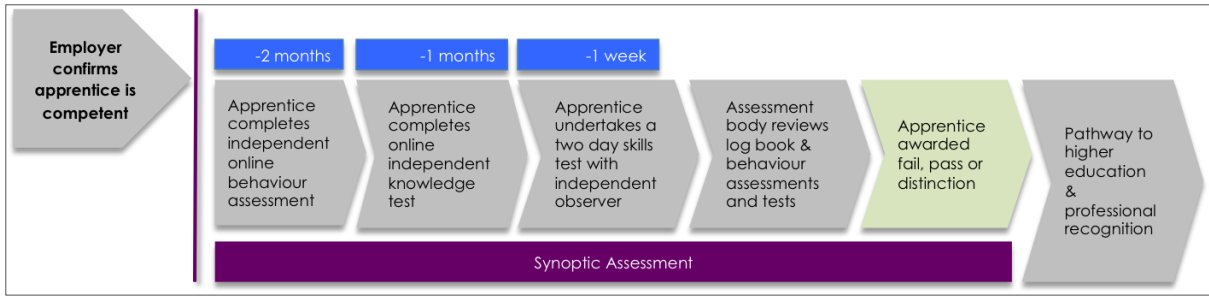 Employer
confirms
apprentice is
competent
-2 months
-1 months
-1 week
Apprentice
completes
independent
online
behaviour
assessment
Apprentice
completes
online
independent
knowledge
test
Apprentice
undertakes a
two day skills
test with
independent
observer
Assessment
body reviews
log book &
behaviour
assessments
and tests
Apprentice
awarded
fail, pass or
distinction
Pathway to
higher
education
&
professional
recognition
Synoptic Assessment